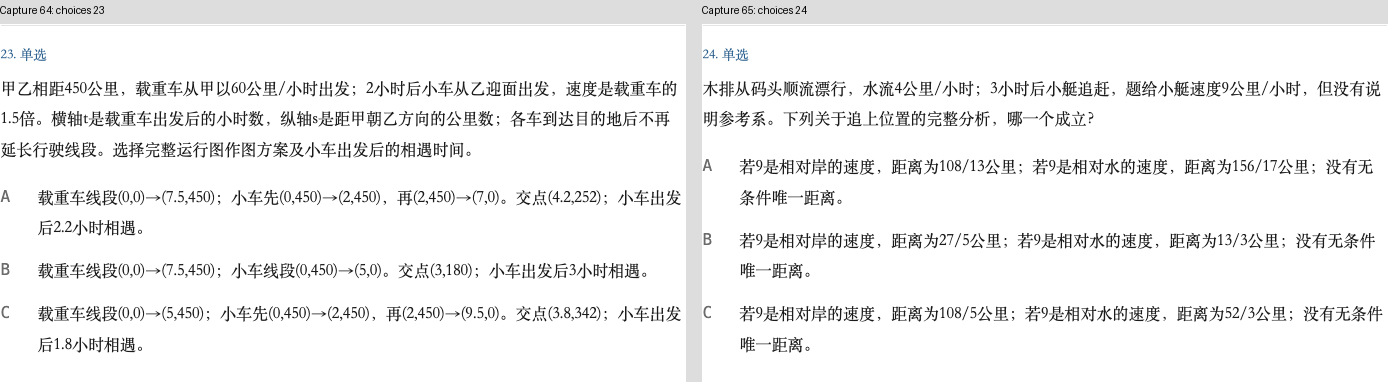 Capture 64: choices 23
23. 单选
甲乙相距450公里，载重车从甲以60公里/小时出发；2小时后小车从乙迎面出发，速度是载重车的
1.5倍。横轴t是载重车出发后的小时数，纵轴s是距甲朝乙方向的公里数；各车到达目的地后不再
延长行驶线段。选择完整运行图作图方案及小车出发后的相遇时间。
A 载重车线段(0,0)→(7.5,450)；小车先(0,450)→(2,450)，再(2,450)→(7,0)。交点(4.2,252)；小车出发
后2.2小时相遇。
B 载重车线段(0,0)→(7.5,450)；小车线段(0,450)→(5,0)。交点(3,180)；小车出发后3小时相遇。
C 载重车线段(0,0)→(5,450)；小车先(0,450)→(2,450)，再(2,450)→(9.5,0)。交点(3.8,342)；小车出发
后1.8小时相遇。
Capture 65: choices 24
24. 单选
木排从码头顺流漂行，水流4公里/小时；3小时后小艇追赶，题给小艇速度9公里/小时，但没有说
明参考系。下列关于追上位置的完整分析，哪一个成立？
A 若9是相对岸的速度，距离为108/13公里；若9是相对水的速度，距离为156/17公里；没有无
条件唯一距离。
B 若9是相对岸的速度，距离为27/5公里；若9是相对水的速度，距离为13/3公里；没有无条件
唯一距离。
C 若9是相对岸的速度，距离为108/5公里；若9是相对水的速度，距离为52/3公里；没有无条件
唯一距离。